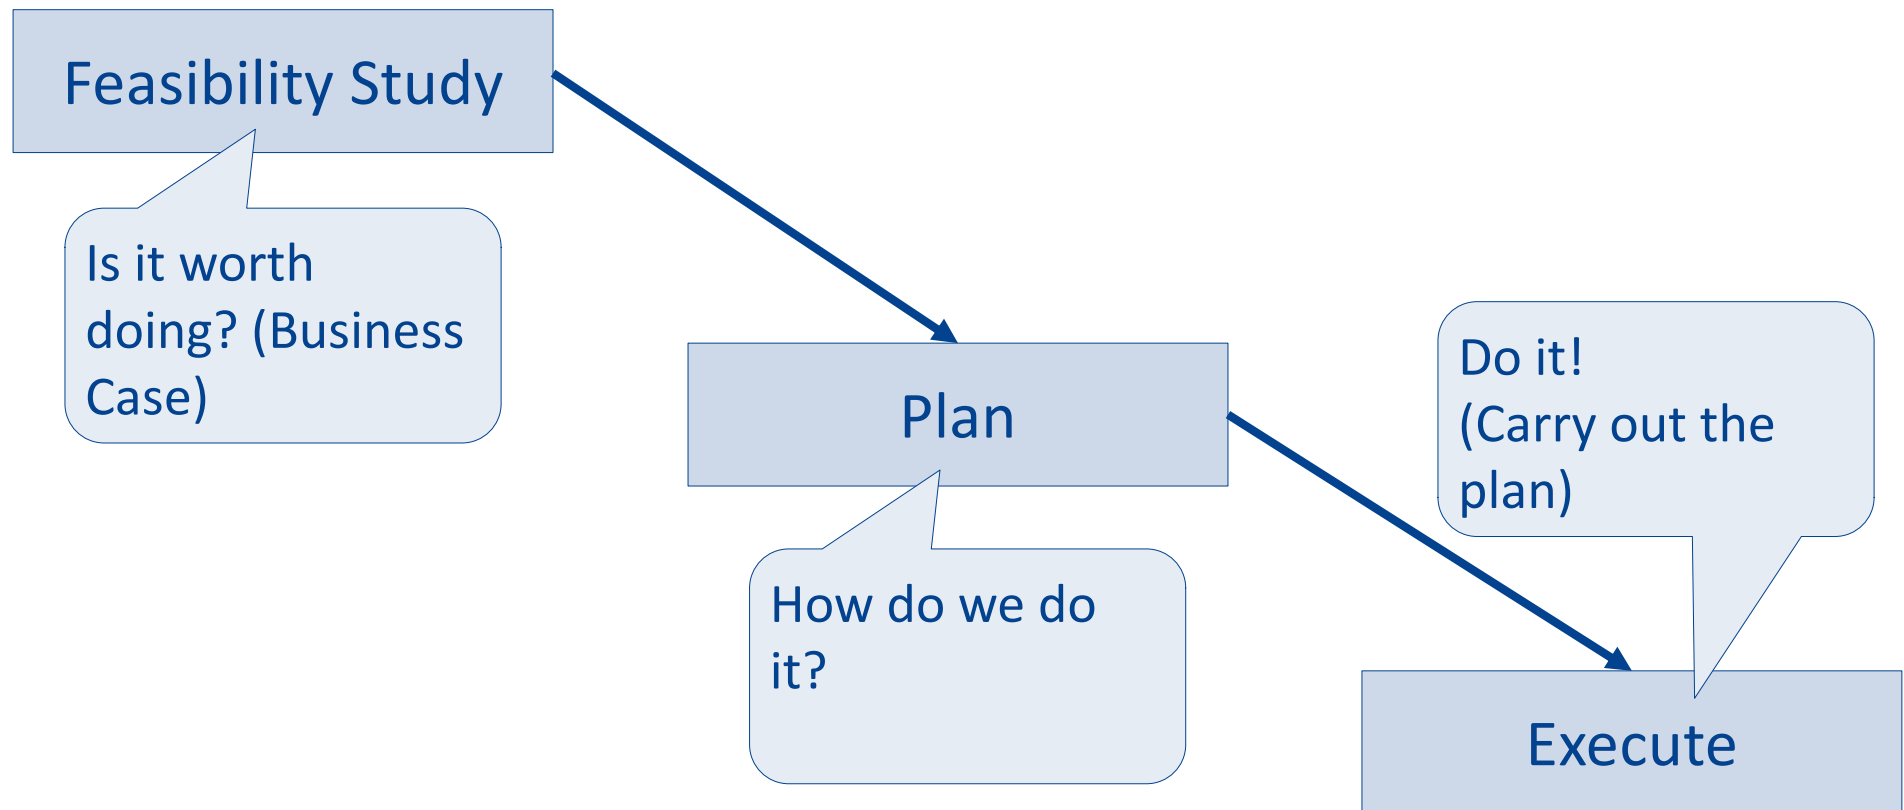 Feasibility Study
Is it worth
doing? (Business
Case)
Plan
How do we do
it?
Do it!
(Carry out the
plan)
Execute